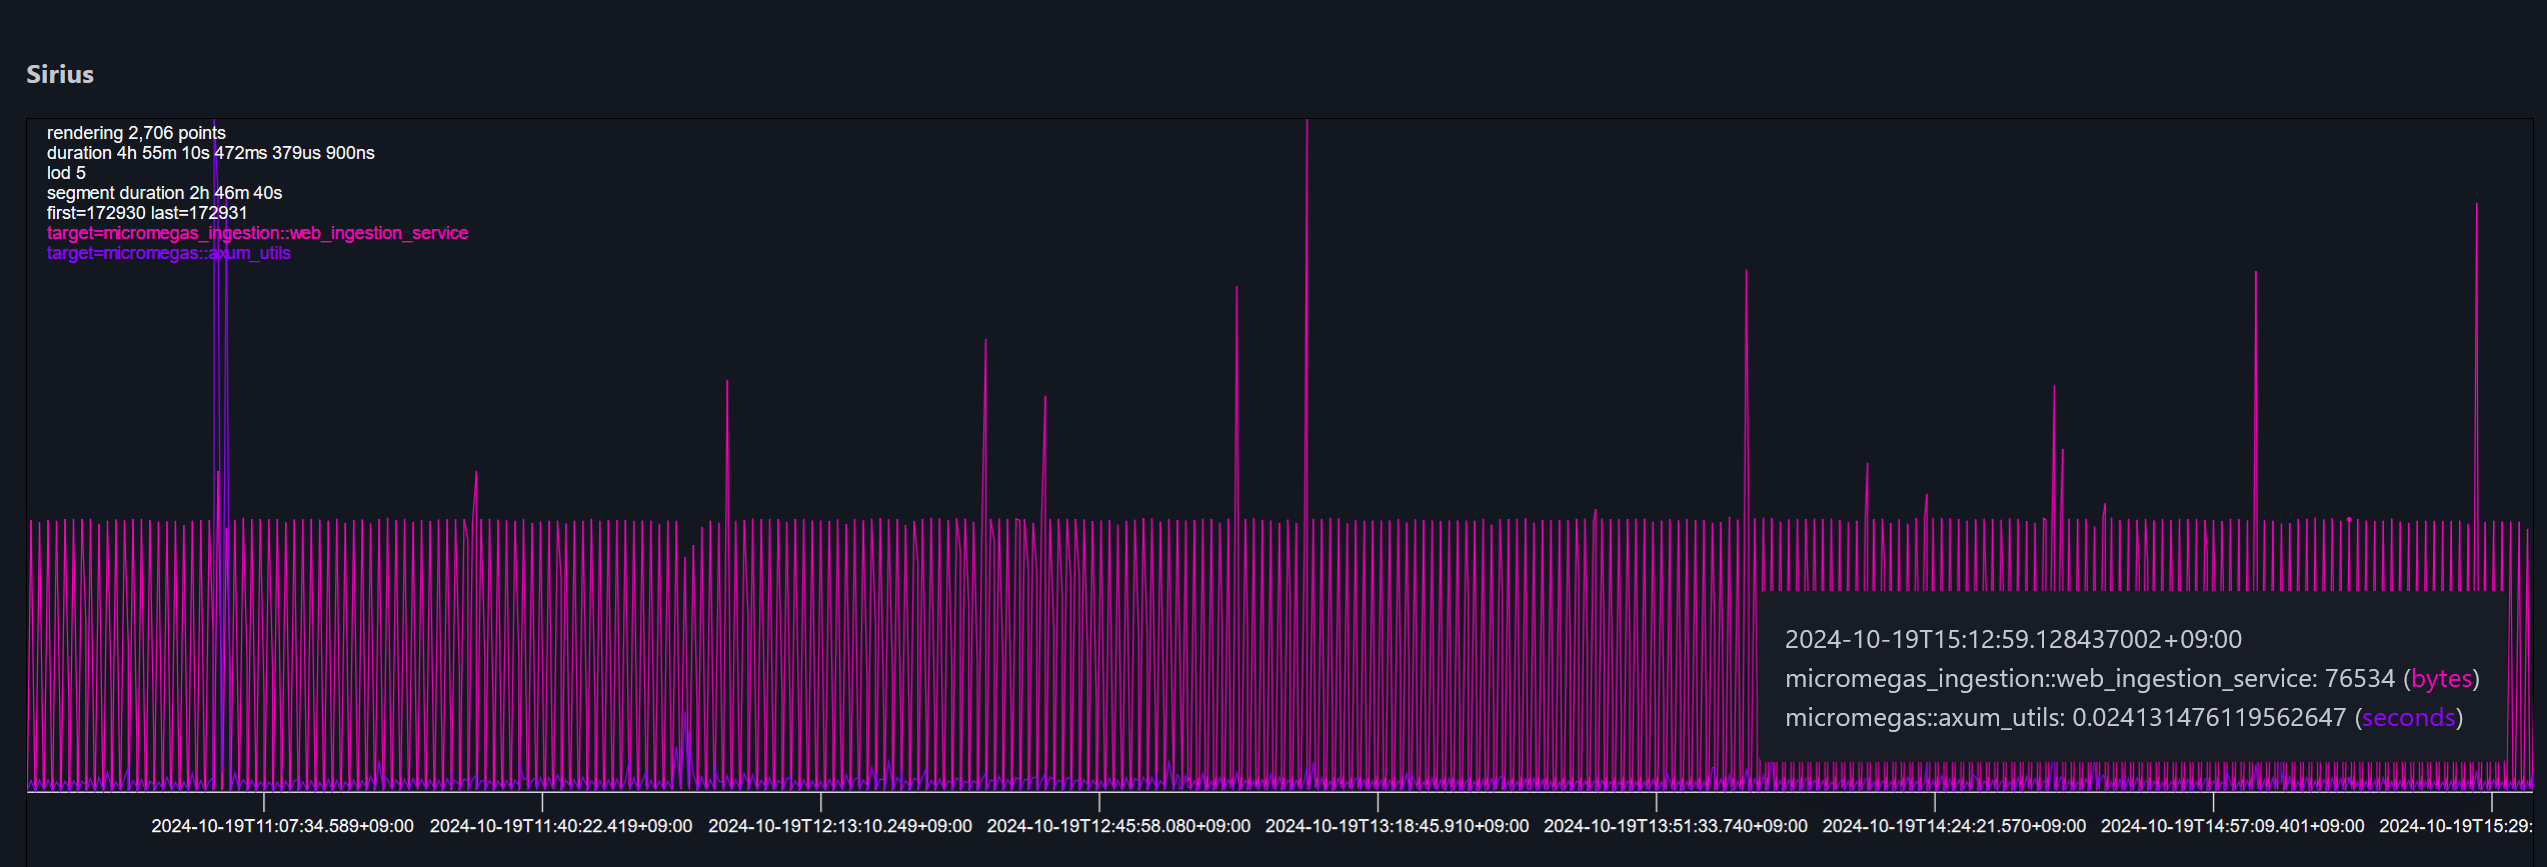 Sirius
rendering 2,706 points
duration 4h 55m 10s 472ms 379us 900ns
lod 5
segment duration 2h 46m 40s
first=172930 last=172931
target=micromegas_ingestion::web_ingestion_service
target=micromegas::axum_utils
2024-10-19T15:12:59.128437002+09:00
micromegas_ingestion::web_ingestion_service: 76534 (bytes)
micromegas::axum_utils: 0.024131476119562647 (seconds)
2024-10-19T11:07:34.589+09:00 2024-10-19T11:40:22.419+09:00 2024-10-19T12:13:10.249+09:00 2024-10-19T12:45:58.080+09:00 2024-10-19T13:18:45.910+09:00 2024-10-19T13:51:33.740+09:00 2024-10-19T14:24:21.570+09:00 2024-10-19T14:57:09.401+09:00 2024-10-19T15:29: